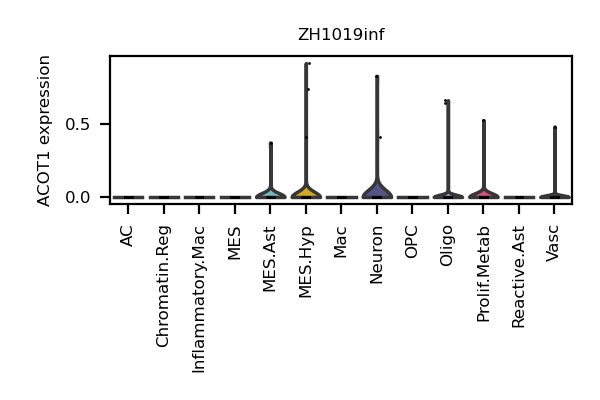 ZH1019inf
ACOT1 expression
0.5
0.0
AC
Chromatin.Reg
Inflammatory.Mac
MES
MES.Ast
MES.Hyp
Mac
Neuron
OPC
Oligo
Prolif.Metab
Reactive.Ast
Vasc